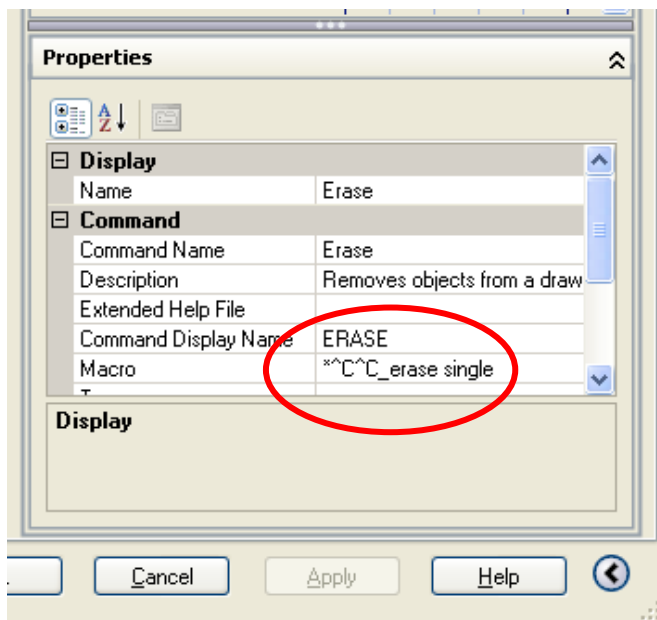 Properties
Display
Name Erase
Command
Command Name Erase
Description Removes objects from a draw
Extended Help File
Command Display Name ERASE
Macro *^C^C_erase single
Display
Cancel Apply Help